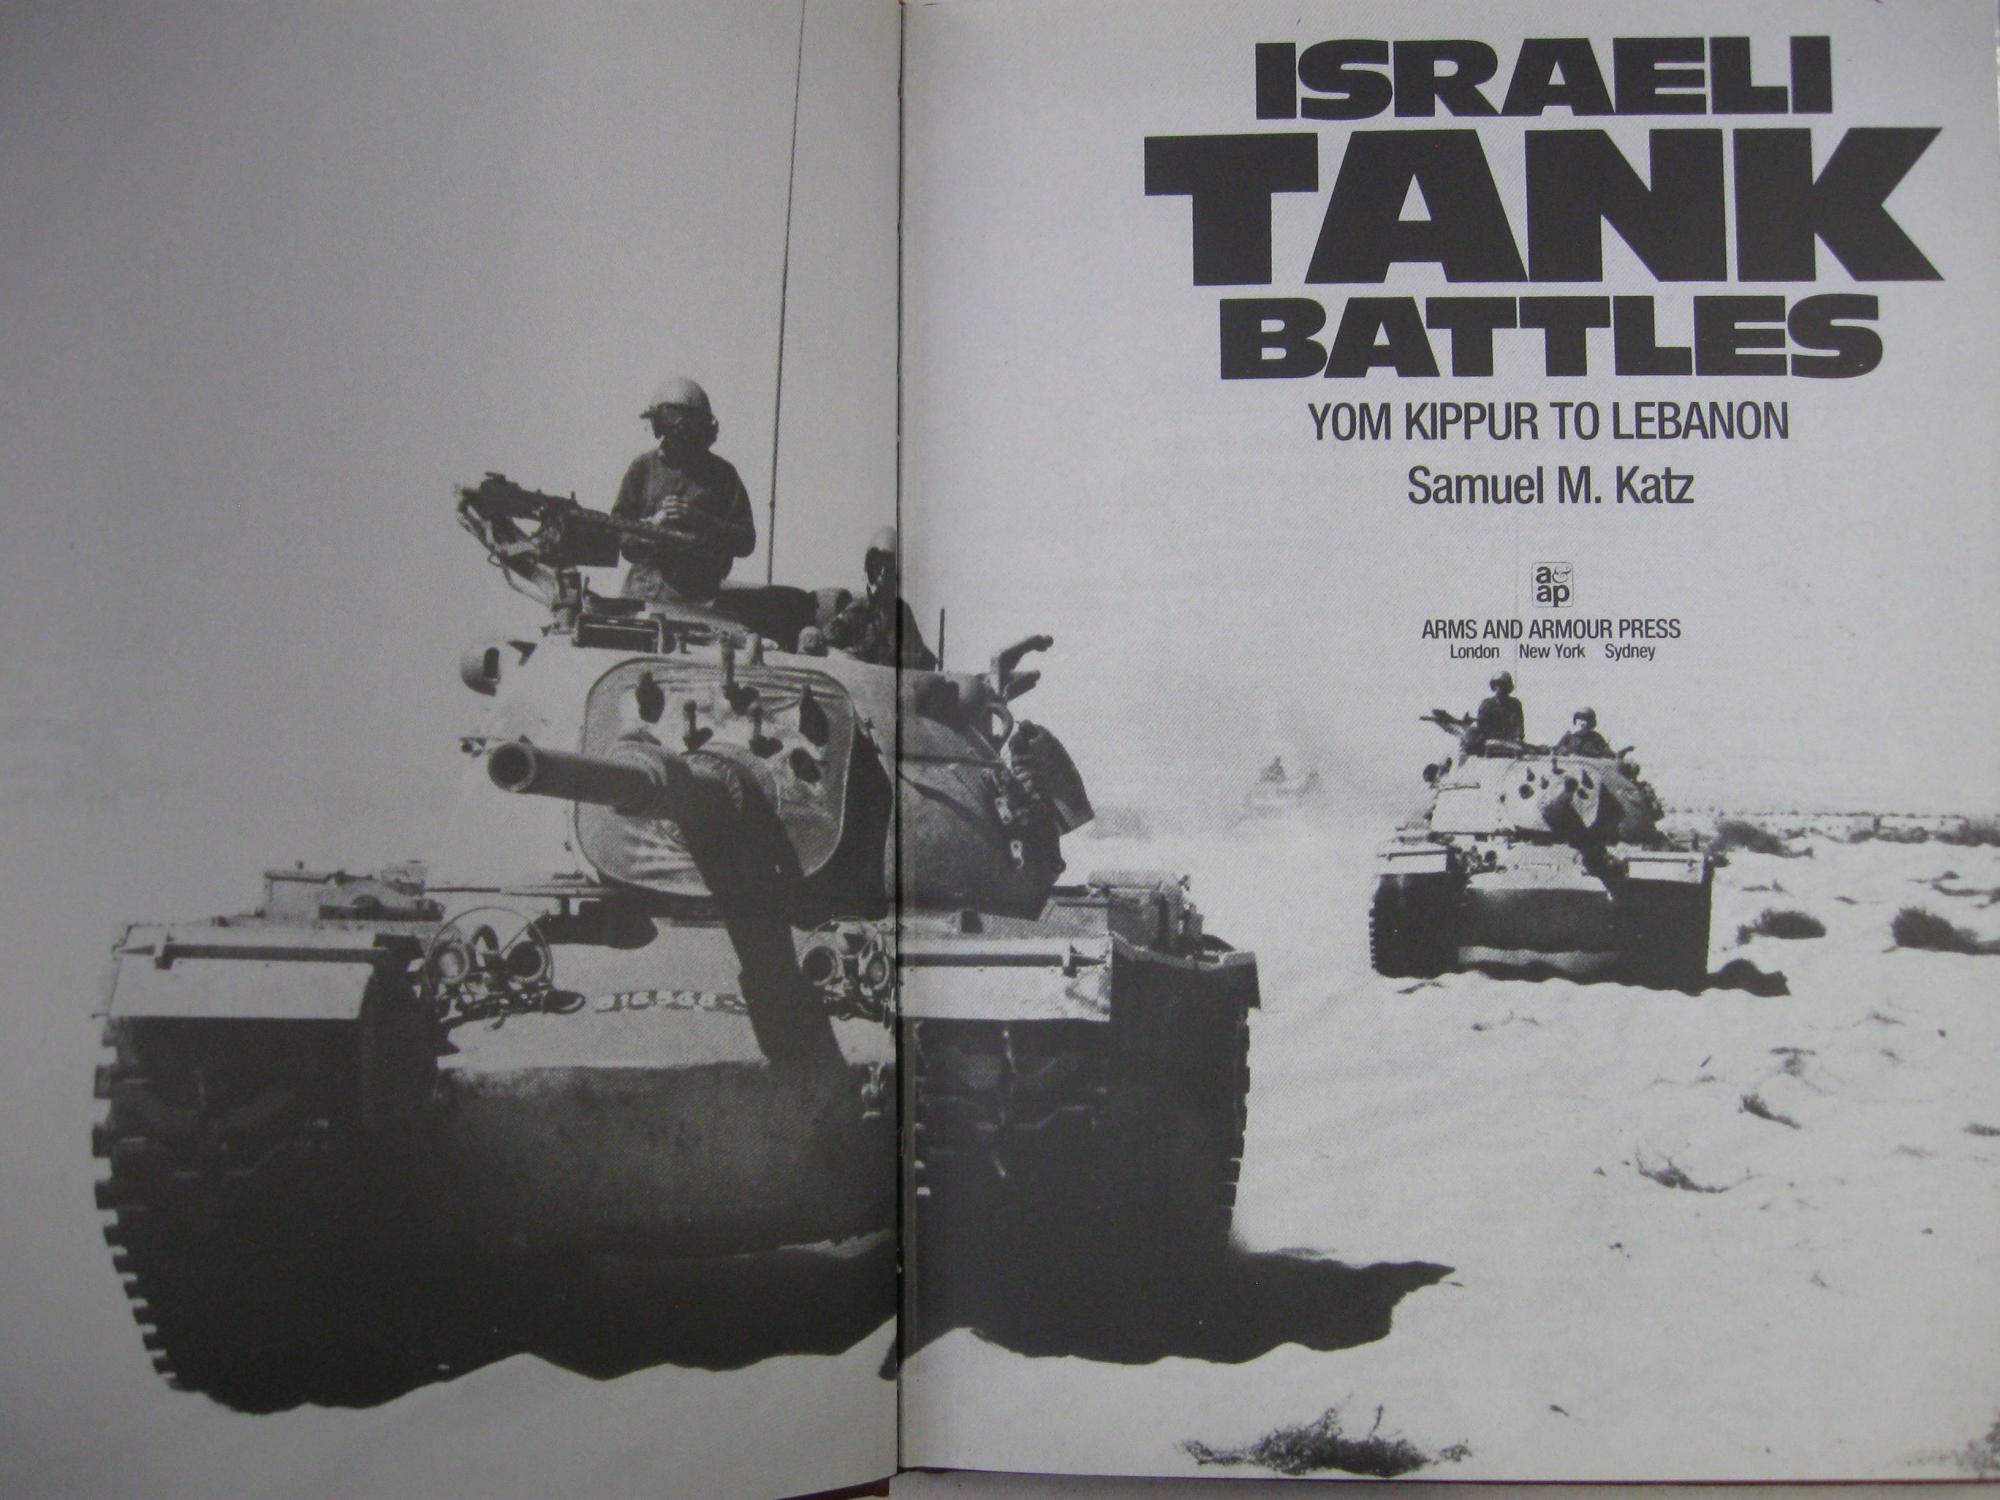 ISRAELI
TANK
BATTLES
YOM KIPPUR TO LEBANON
Samuel M. Katz
a&
ap
ARMS AND ARMOUR PRESS
London New York Sydney